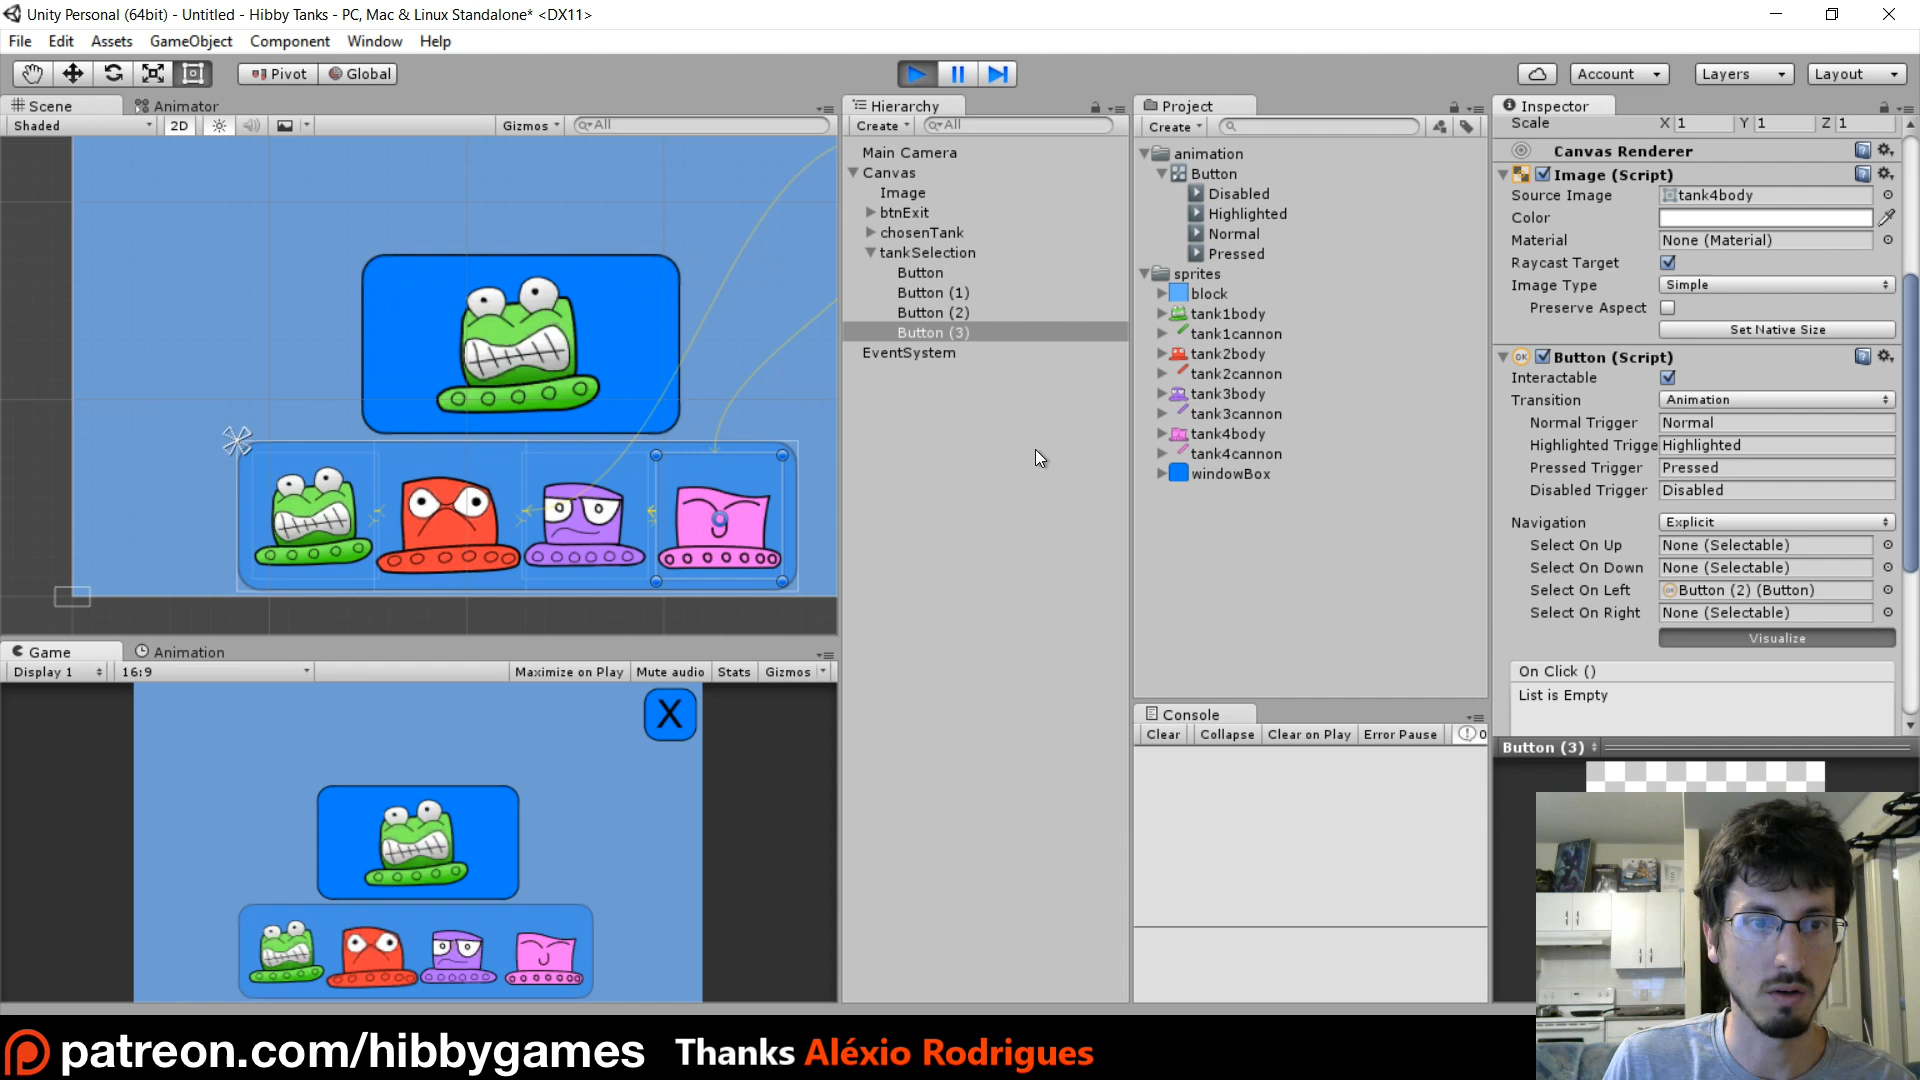 Unity Personal (64bit) - Untitled - Hibby Tanks - PC, Mac & Linux Standalone* <DX11>
File Edit Assets GameObject Component Window Help
Pivot Global Account Layers Layout
Scene Animator
Shaded 2D Gizmos All
Hierarchy
Create All
Main Camera
Canvas
Image
btnExit
chosenTank
tankSelection
Button
Button (1)
Button (2)
Button (3)
EventSystem
Project
Create
animation
Button
Disabled
Highlighted
Normal
Pressed
sprites
block
tank1body
tank1cannon
tank2body
tank2cannon
tank3body
tank3cannon
tank4body
tank4cannon
windowBox
Inspector
Scale X 1 Y 1 Z 1
Canvas Renderer
Image (Script)
Source Image tank4body
Color
Material None (Material)
Raycast Target
Image Type Simple
Preserve Aspect
Set Native Size
OK Button (Script)
Interactable
Transition Animation
Normal Trigger Normal
Highlighted Trigge Highlighted
Pressed Trigger Pressed
Disabled Trigger Disabled
Navigation Explicit
Select On Up None (Selectable)
Select On Down None (Selectable)
Select On Left Button (2) (Button)
Select On Right None (Selectable)
Visualize
On Click ()
List is Empty
Button (3)
Game Animation
Display 1 16:9 Maximize on Play Mute audio Stats Gizmos
X
Console
Clear Collapse Clear on Play Error Pause 0
patreon.com/hibbygames Thanks Aléxio Rodrigues